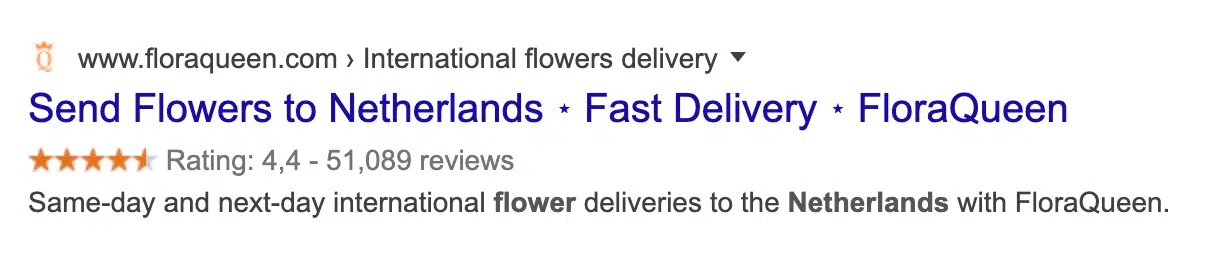 www.floraqueen.com › International flowers delivery
Send Flowers to Netherlands ⋆ Fast Delivery ⋆ FloraQueen
Rating: 4,4 - 51,089 reviews
Same-day and next-day international flower deliveries to the Netherlands with FloraQueen.